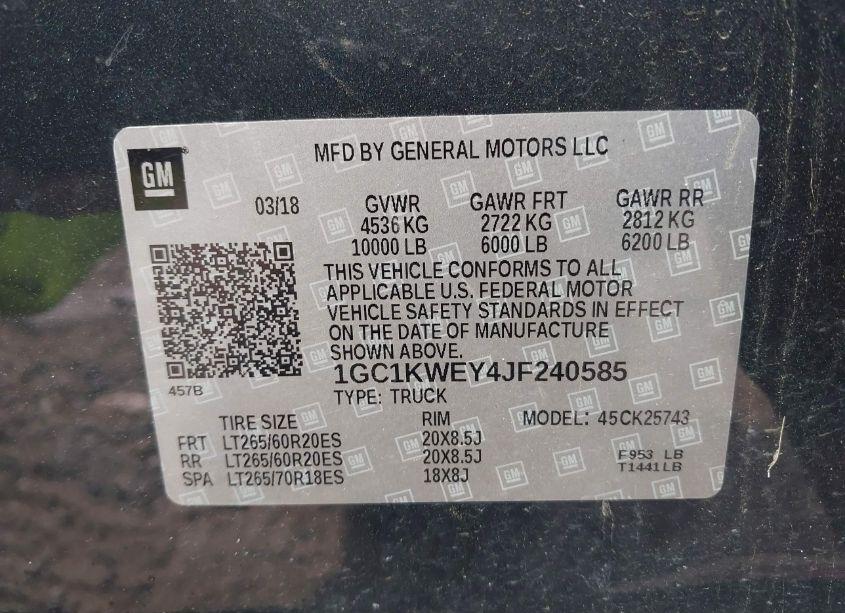 MFD BY GENERAL MOTORS LLC
GM
03/18 GVWR GAWR FRT GAWR RR
4536 KG 2722 KG 2812 KG
10000 LB 6000 LB 6200 LB
THIS VEHICLE CONFORMS TO ALL
APPLICABLE U.S. FEDERAL MOTOR
VEHICLE SAFETY STANDARDS IN EFFECT
ON THE DATE OF MANUFACTURE
SHOWN ABOVE.
457B
1GC1KWEY4JF240585
TYPE: TRUCK
TIRE SIZE RIM MODEL: 45CK25743
FRT LT265/60R20ES 20X8.5J
RR LT265/60R20ES 20X8.5J F953 LB
SPA LT265/70R18ES 18X8J T1441LB